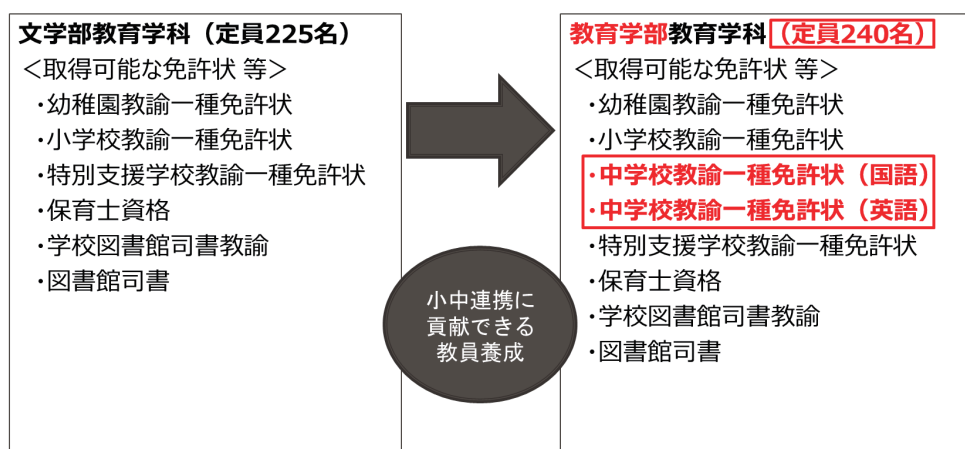 文学部教育学科（定員225名）
＜取得可能な免許状 等＞
・幼稚園教諭一種免許状
・小学校教諭一種免許状
・特別支援学校教諭一種免許状
・保育士資格
・学校図書館司書教諭
・図書館司書
小中連携に
貢献できる
教員養成
教育学部教育学科（定員240名）
＜取得可能な免許状 等＞
・幼稚園教諭一種免許状
・小学校教諭一種免許状
・中学校教諭一種免許状（国語）
・中学校教諭一種免許状（英語）
・特別支援学校教諭一種免許状
・保育士資格
・学校図書館司書教諭
・図書館司書